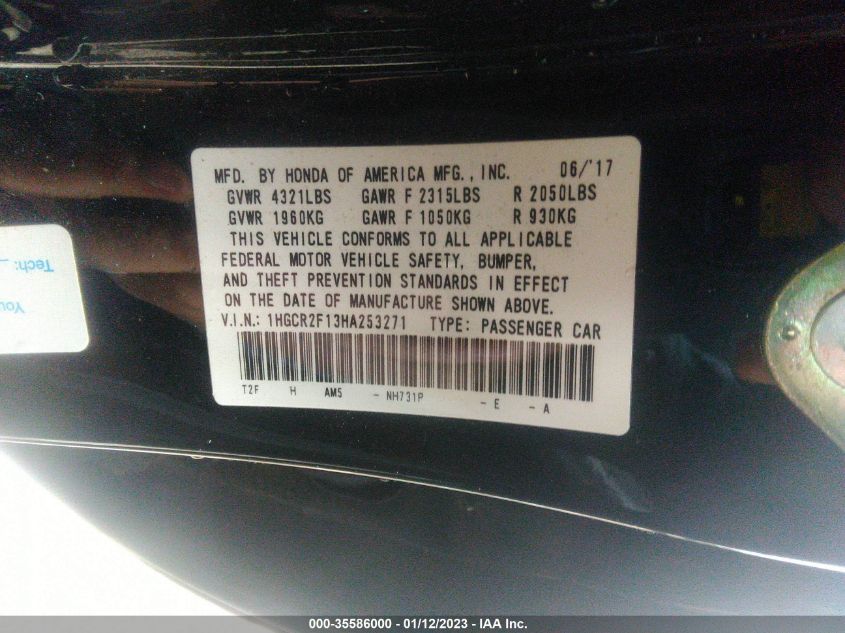 MFD. BY HONDA OF AMERICA MFG., INC. 06/'17
GVWR 4321LBS GAWR F 2315LBS R 2050LBS
GVWR 1960KG GAWR F 1050KG R 930KG
THIS VEHICLE CONFORMS TO ALL APPLICABLE
FEDERAL MOTOR VEHICLE SAFETY, BUMPER,
AND THEFT PREVENTION STANDARDS IN EFFECT
ON THE DATE OF MANUFACTURE SHOWN ABOVE.
V.I.N.: 1HGCR2F13HA253271 TYPE: PASSENGER CAR
T2F H AM5 - NH731P - E - A
Tech:
You
000-35586000 - 01/12/2023 - IAA Inc.